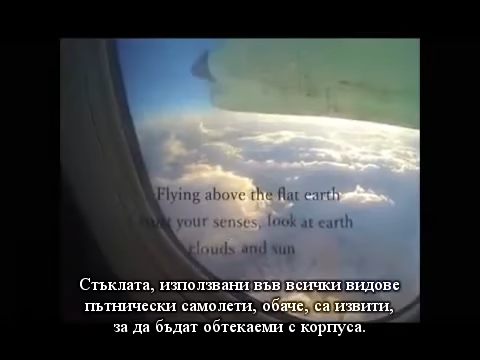 Flying above the flat earth
your senses, look at earth
clouds and sun
Стъклата, използвани във всички видове
пътнически самолети, обаче, са извити,
за да бъдат обтекаеми с корпуса.